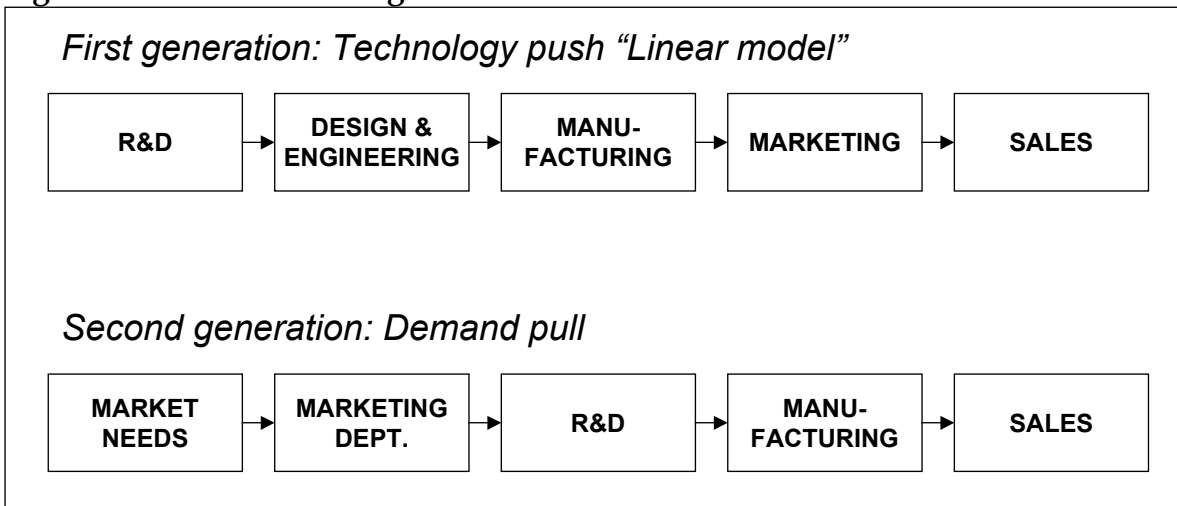 First generation: Technology push “Linear model”
R&D
DESIGN &
ENGINEERING
MANU-
FACTURING
MARKETING
SALES
Second generation: Demand pull
MARKET
NEEDS
MARKETING
DEPT.
R&D
MANU-
FACTURING
SALES